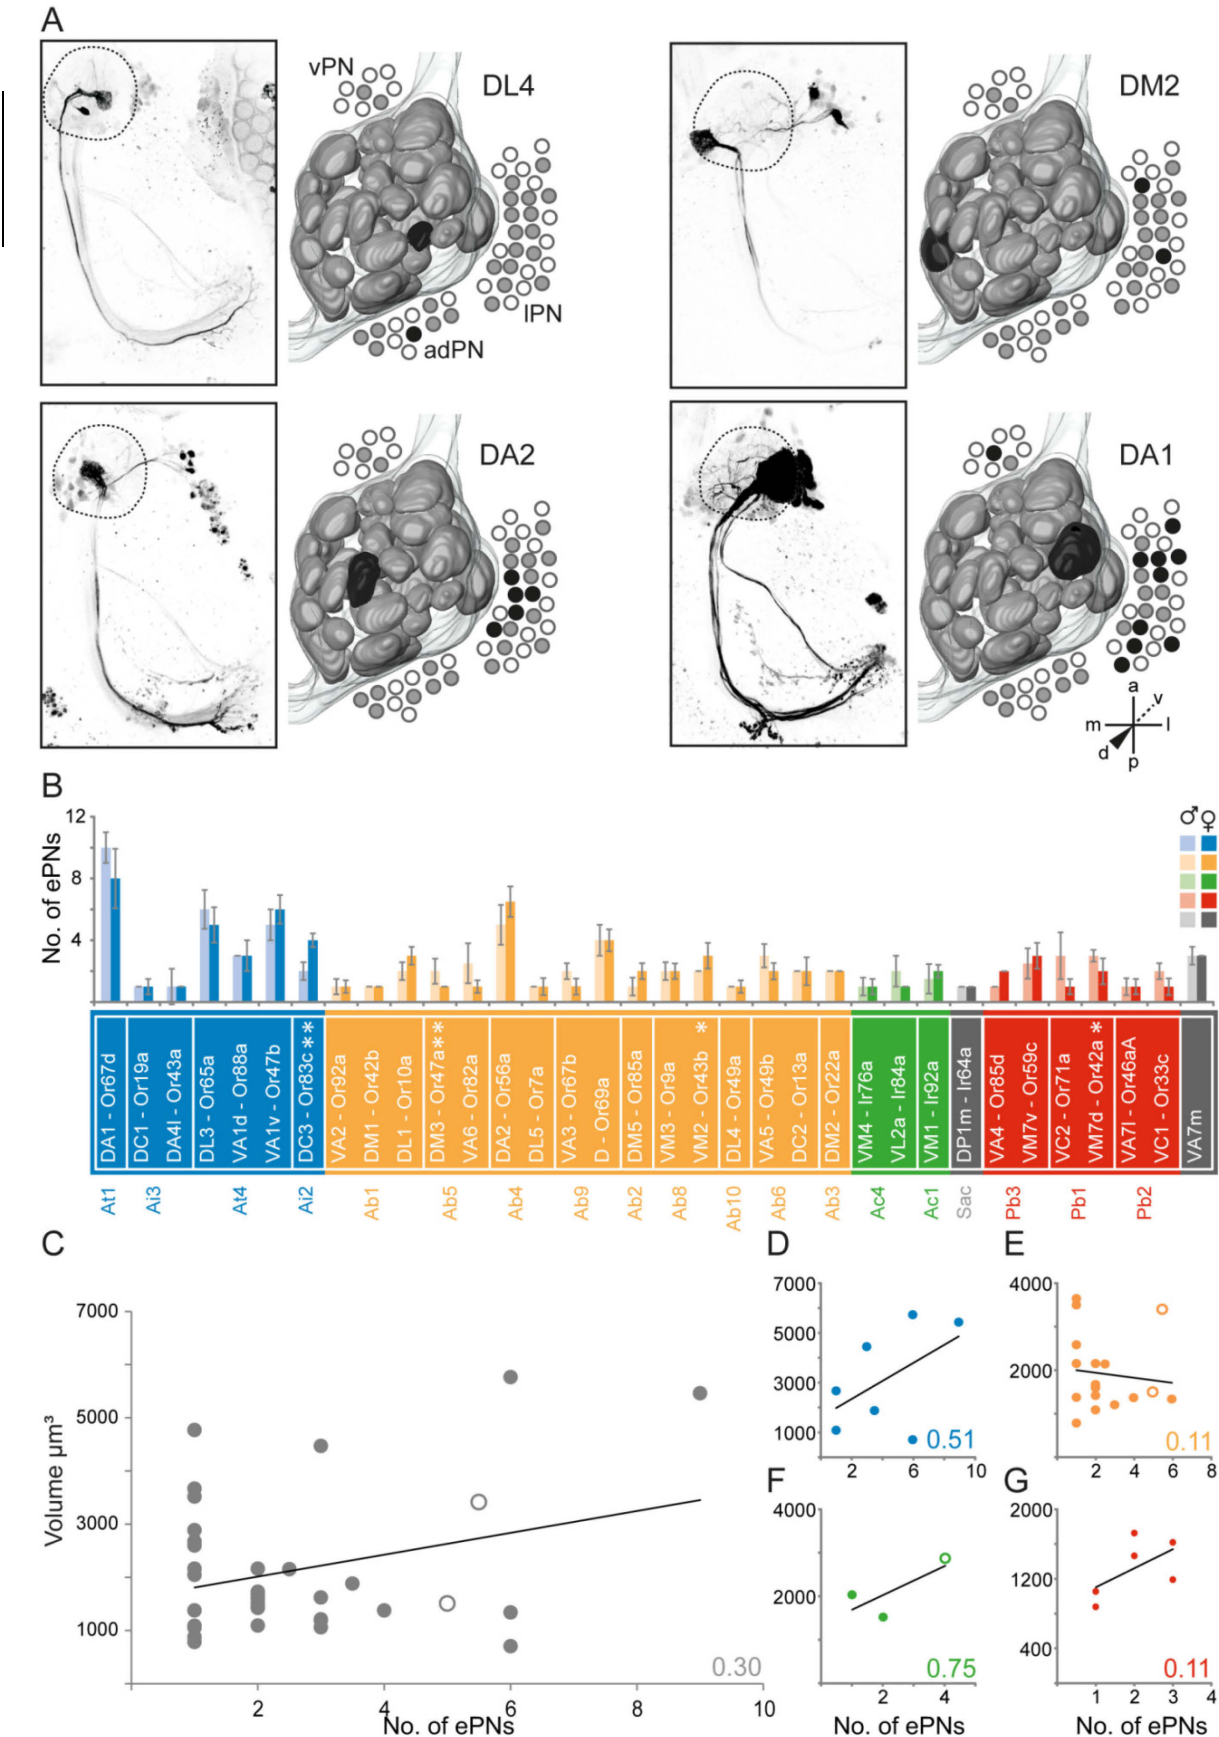 A
vPN
DL4
lPN
adPN
DM2
DA2
DA1
a
v
m
l
d
p
B
No. of ePNs
12
8
4
♂ ♀
DA1 - Or67d
DC1 - Or19a
DA4l - Or43a
DL3 - Or65a
VA1d - Or88a
VA1v - Or47b
DC3 - Or83c **
VA2 - Or92a
DM1 - Or42b
DL1 - Or10a
DM3 - Or47a **
VA6 - Or82a
DA2 - Or56a
DL5 - Or7a
VA3 - Or67b
D - Or69a
DM5 - Or85a
VM3 - Or9a
VM2 - Or43b *
DL4 - Or49a
VA5 - Or49b
DC2 - Or13a
DM2 - Or22a
VM4 - Ir76a
VL2a - Ir84a
VM1 - Ir92a
DP1m - Ir64a
VA4 - Or85d
VM7v - Or59c
VC2 - Or71a
VM7d - Or42a *
VA7l - Or46aA
VC1 - Or33c
VA7m
At1
Ai3
At4
Ai2
Ab1
Ab5
Ab4
Ab9
Ab2
Ab8
Ab10
Ab6
Ab3
Ac4
Ac1
Sac
Pb3
Pb1
Pb2
C
Volume µm³
7000
5000
3000
1000
2 4 6 8 10
No. of ePNs
0.30
D
7000
5000
3000
1000
0.51
2 6 10
E
4000
2000
0.11
2 4 6 8
F
4000
2000
0.75
2 4
No. of ePNs
G
2000
1200
400
0.11
1 2 3 4
No. of ePNs